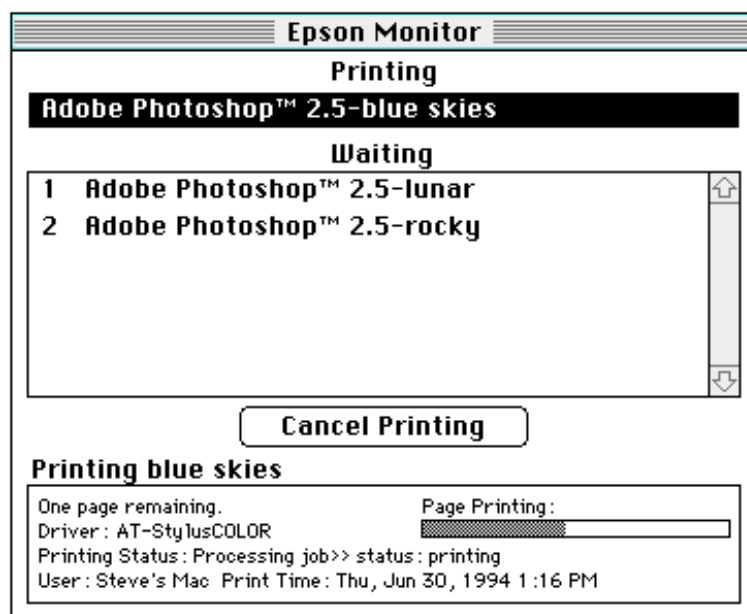 Epson Monitor
Printing
Adobe Photoshop™ 2.5-blue skies
Waiting
1 Adobe Photoshop™ 2.5-lunar
2 Adobe Photoshop™ 2.5-rocky
Cancel Printing
Printing blue skies
One page remaining. Page Printing:
Driver: AT-StylusCOLOR
Printing Status: Processing job>> status: printing
User: Steve's Mac Print Time: Thu, Jun 30, 1994 1:16 PM